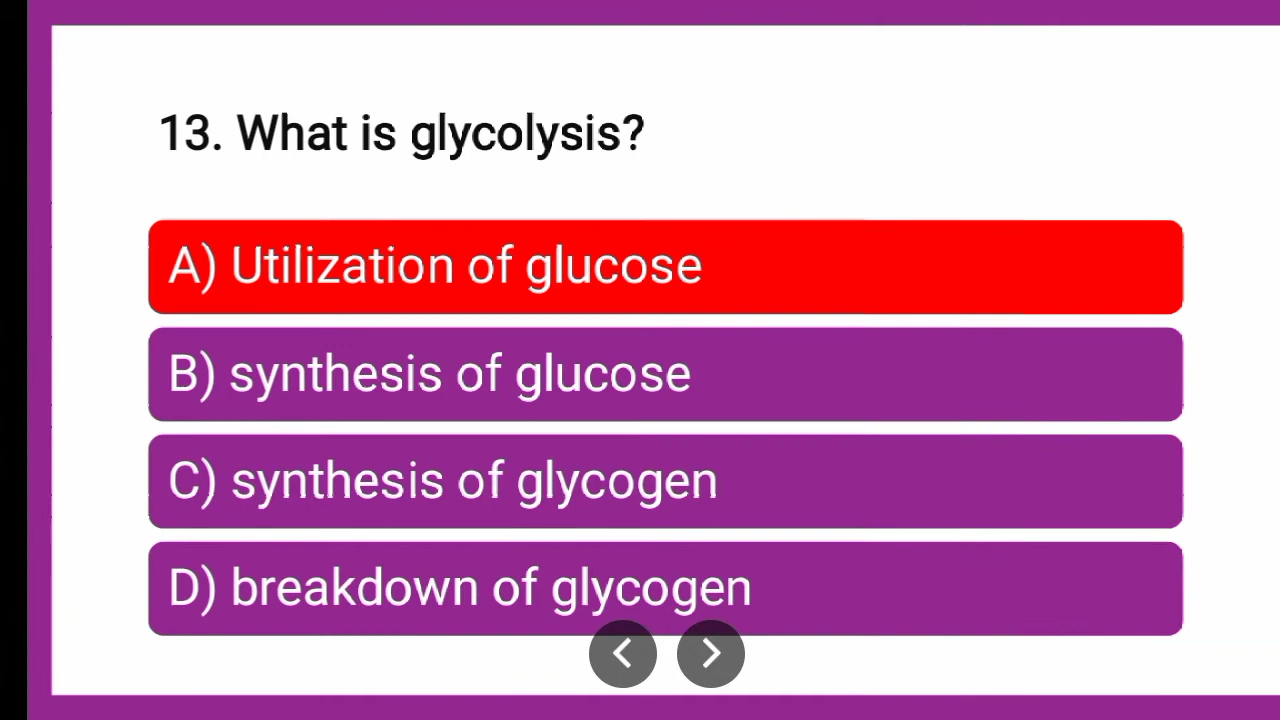 13. What is glycolysis?
A) Utilization of glucose
B) synthesis of glucose
C) synthesis of glycogen
D) breakdown of glycogen